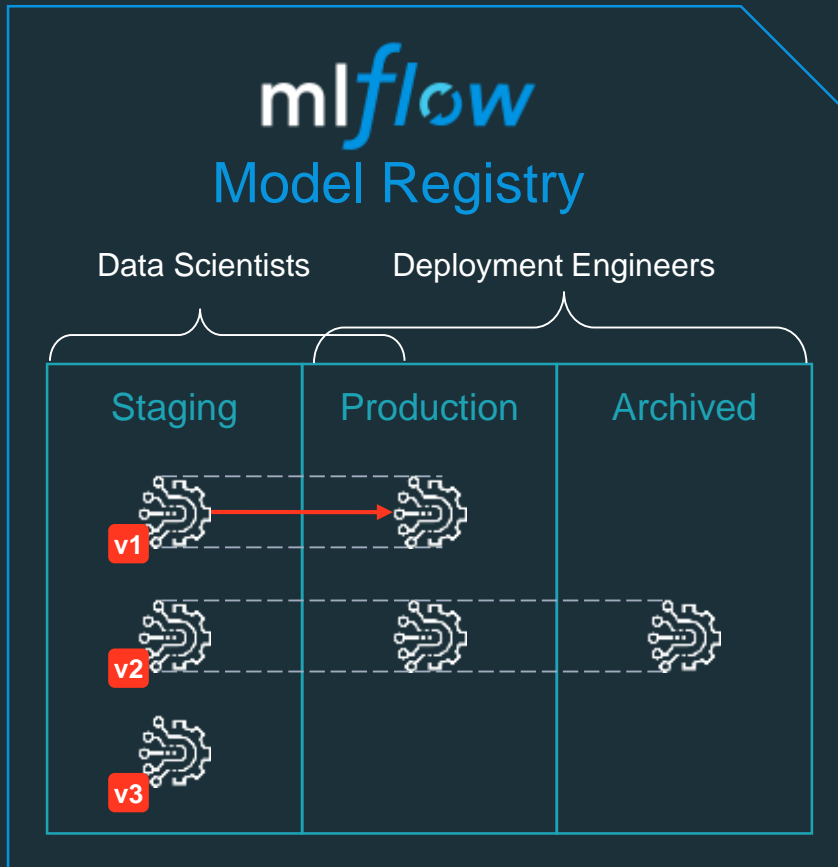 mlflow
Model Registry
Data Scientists Deployment Engineers
Staging Production Archived
v1
v2
v3